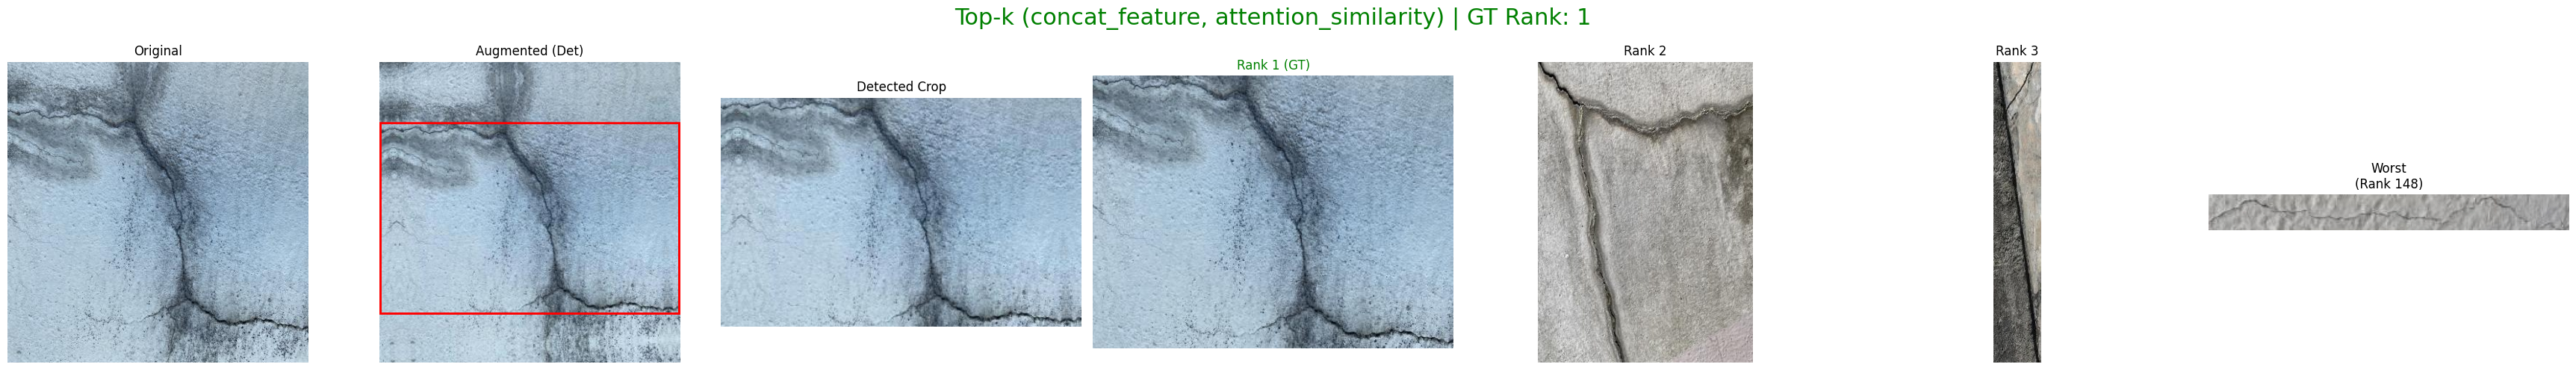 Top-k (concat_feature, attention_similarity) | GT Rank: 1
Original
Augmented (Det)
Detected Crop
Rank 1 (GT)
Rank 2
Rank 3
Worst
(Rank 148)